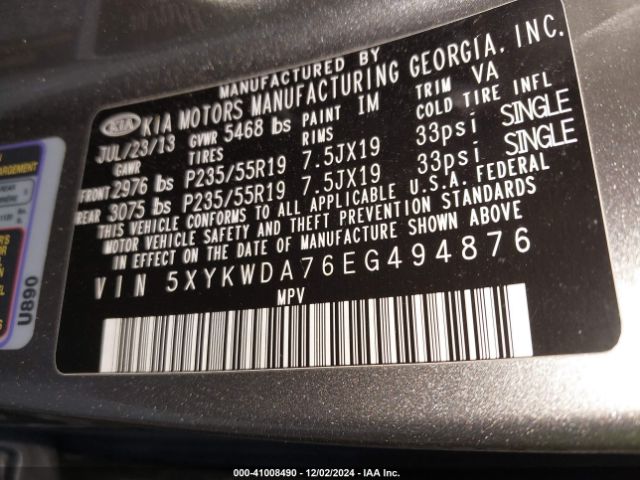 MANUFACTURED BY
KIA KIA MOTORS MANUFACTURING GEORGIA, INC.
JUL/23/13 GVWR 5468 lbs PAINT IM TRIM VA
GAWR TIRES RIMS COLD TIRE INFL
FRONT 2976 lbs P235/55R19 7.5JX19 33psi SINGLE
REAR 3075 lbs P235/55R19 7.5JX19 33psi SINGLE
THIS VEHICLE CONFORMS TO ALL APPLICABLE U.S.A. FEDERAL
MOTOR VEHICLE SAFETY AND THEFT PREVENTION STANDARDS
IN EFFECT ON THE DATE OF MANUFACTURE SHOWN ABOVE
VIN 5XYKWDA76EG494876
MPV
U890
000-41008490 - 12/02/2024 - IAA Inc.